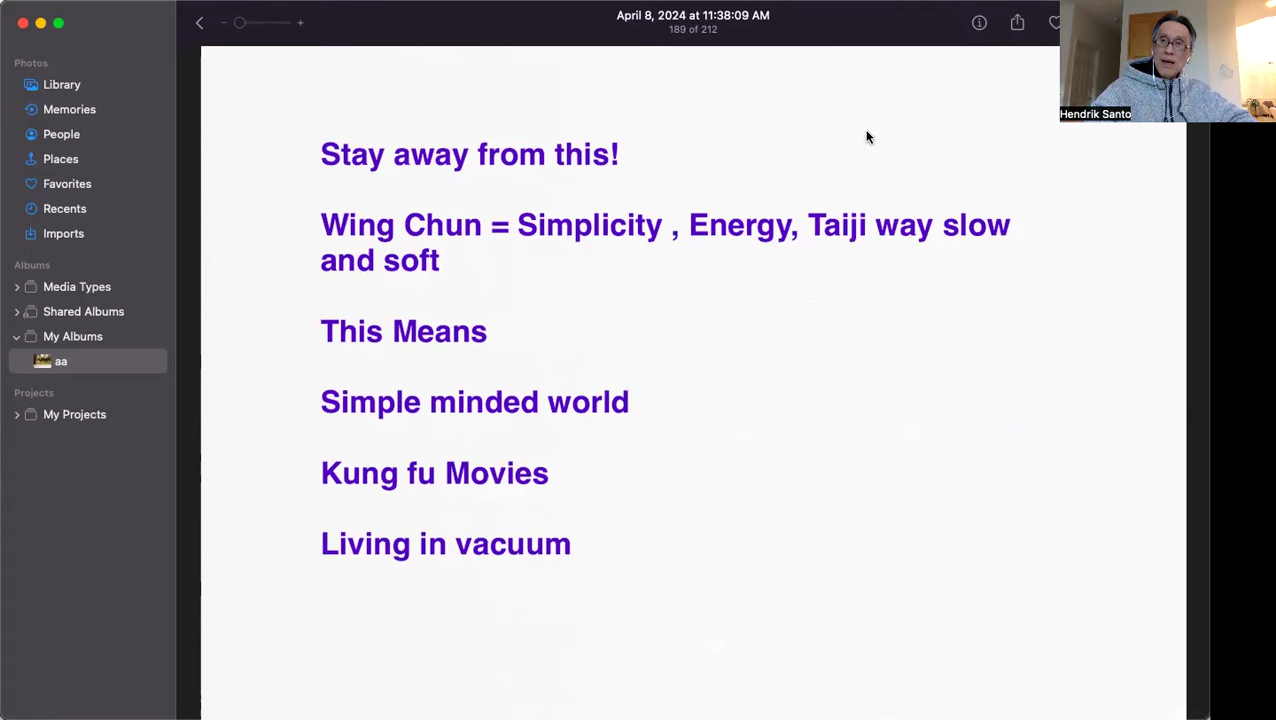 April 8, 2024 at 11:38:09 AM
189 of 212
Photos
Library
Memories
People
Places
Favorites
Recents
Imports
Albums
Media Types
Shared Albums
My Albums
aa
Projects
My Projects
Hendrik Santo
Stay away from this!
Wing Chun = Simplicity , Energy, Taiji way slow
and soft
This Means
Simple minded world
Kung fu Movies
Living in vacuum